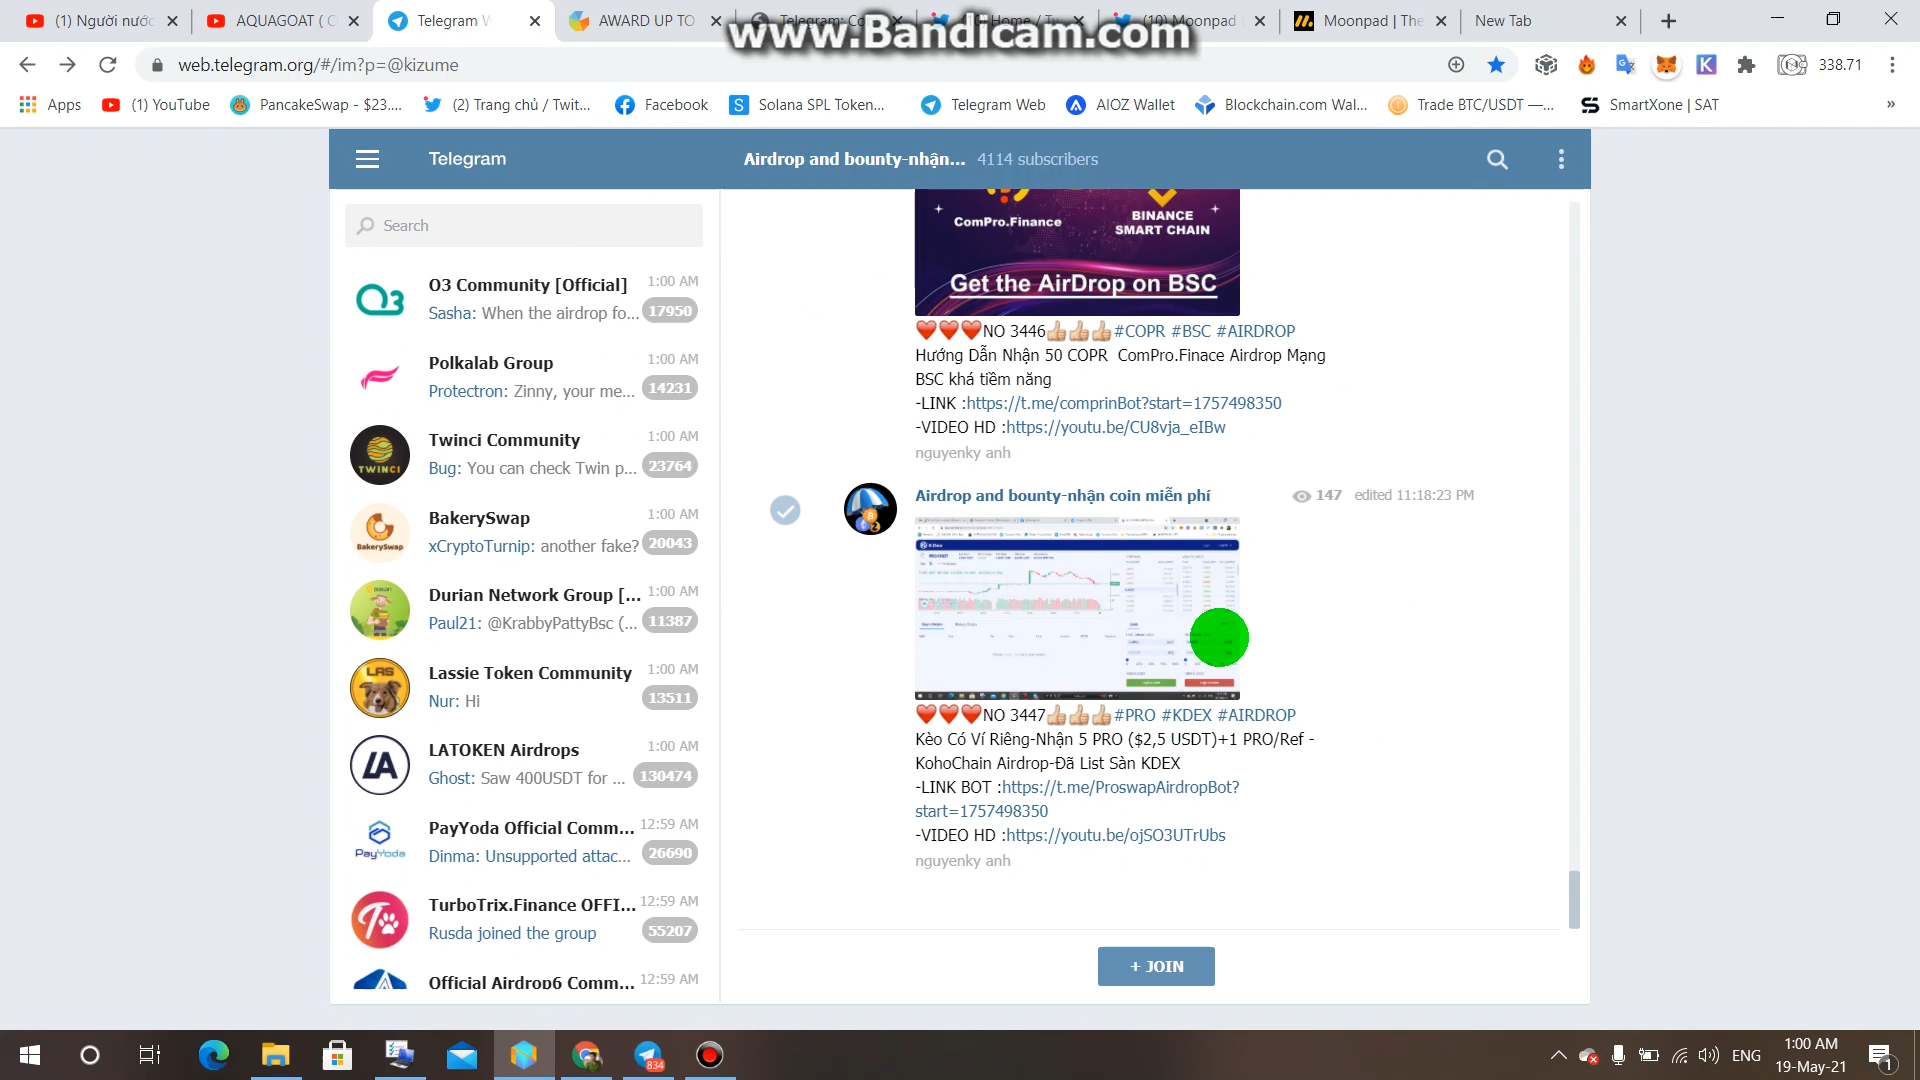 (1) Người nước
AQUAGOAT ( C
Telegram W
AWARD UP TO
Telegram: Co
(10) Home / Tw
(10) Moonpad
Moonpad | The
New Tab
www.Bandicam.com
web.telegram.org/#/im?p=@kizume
338.71
Apps
(1) YouTube
PancakeSwap - $23....
(2) Trang chủ / Twit...
Facebook
Solana SPL Token...
Telegram Web
AIOZ Wallet
Blockchain.com Wal...
Trade BTC/USDT —...
SmartXone | SAT
»
Telegram
Airdrop and bounty-nhận... 4114 subscribers
Search
O3 Community [Official] 1:00 AM
Sasha: When the airdrop fo... 17950
Polkalab Group 1:00 AM
Protectron: Zinny, your me... 14231
TWINCI
Twinci Community 1:00 AM
Bug: You can check Twin p... 23764
BakerySwap
BakerySwap 1:00 AM
xCryptoTurnip: another fake? 20043
Durian Network Group [... 1:00 AM
Paul21: @KrabbyPattyBsc (... 11387
LAS
Lassie Token Community 1:00 AM
Nur: Hi 13511
LA
LATOKEN Airdrops 1:00 AM
Ghost: Saw 400USDT for ... 130474
PayYoda
PayYoda Official Comm... 12:59 AM
Dinma: Unsupported attac... 26690
TurboTrix.Finance OFFI... 12:59 AM
Rusda joined the group 55207
Official Airdrop6 Comm... 12:59 AM
ComPro.Finance
BINANCE
SMART CHAIN
Get the AirDrop on BSC
❤️❤️❤️NO 3446👍🏼👍🏼👍🏼#COPR #BSC #AIRDROP
Hướng Dẫn Nhận 50 COPR ComPro.Finace Airdrop Mạng
BSC khá tiềm năng
-LINK :https://t.me/comprinBot?start=1757498350
-VIDEO HD :https://youtu.be/CU8vja_eIBw
nguyenky anh
Airdrop and bounty-nhận coin miễn phí 147 edited 11:18:23 PM
❤️❤️❤️NO 3447👍🏼👍🏼👍🏼#PRO #KDEX #AIRDROP
Kèo Có Ví Riêng-Nhận 5 PRO ($2,5 USDT)+1 PRO/Ref -
KohoChain Airdrop-Đã List Sàn KDEX
-LINK BOT :https://t.me/ProswapAirdropBot?
start=1757498350
-VIDEO HD :https://youtu.be/ojSO3UTrUbs
nguyenky anh
+ JOIN
834
ENG
1:00 AM
19-May-21
1